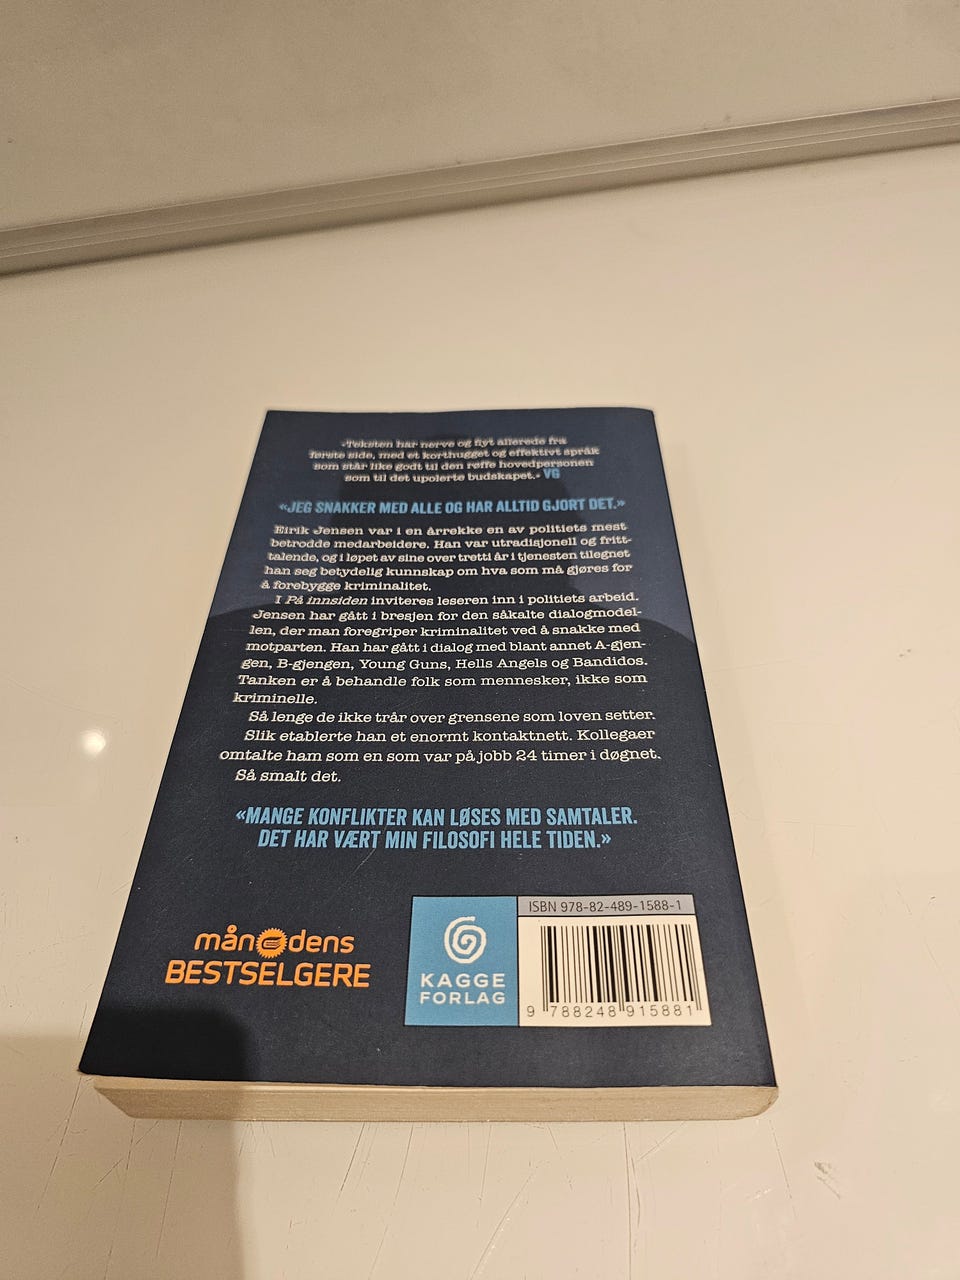 «Teksten har nerve og flyt allerede fra
første side, med et korthugget og effektivt språk
som står like godt til den røffe hovedpersonen
som til det upolerte budskapet.» VG
«JEG SNAKKER MED ALLE OG HAR ALLTID GJORT DET.»
Eirik Jensen var i en årrekke en av politiets mest
betrodde medarbeidere. Han var utradisjonell og fritt-
talende, og i løpet av sine over tretti år i tjenesten tilegnet
han seg betydelig kunnskap om hva som må gjøres for
å forebygge kriminalitet.
I På innsiden inviteres leseren inn i politiets arbeid.
Jensen har gått i bresjen for den såkalte dialogmodel-
len, der man foregriper kriminalitet ved å snakke med
motparten. Han har gått i dialog med blant annet A-gjen-
gen, B-gjengen, Young Guns, Hells Angels og Bandidos.
Tanken er å behandle folk som mennesker, ikke som
kriminelle.
Så lenge de ikke trår over grensene som loven setter.
Slik etablerte han et enormt kontaktnett. Kollegaer
omtalte ham som en som var på jobb 24 timer i døgnet.
Så smalt det.
«MANGE KONFLIKTER KAN LØSES MED SAMTALER.
DET HAR VÆRT MIN FILOSOFI HELE TIDEN.»
månedens
BESTSELGERE
KAGGE
FORLAG
ISBN 978-82-489-1588-1
9 788248 915881